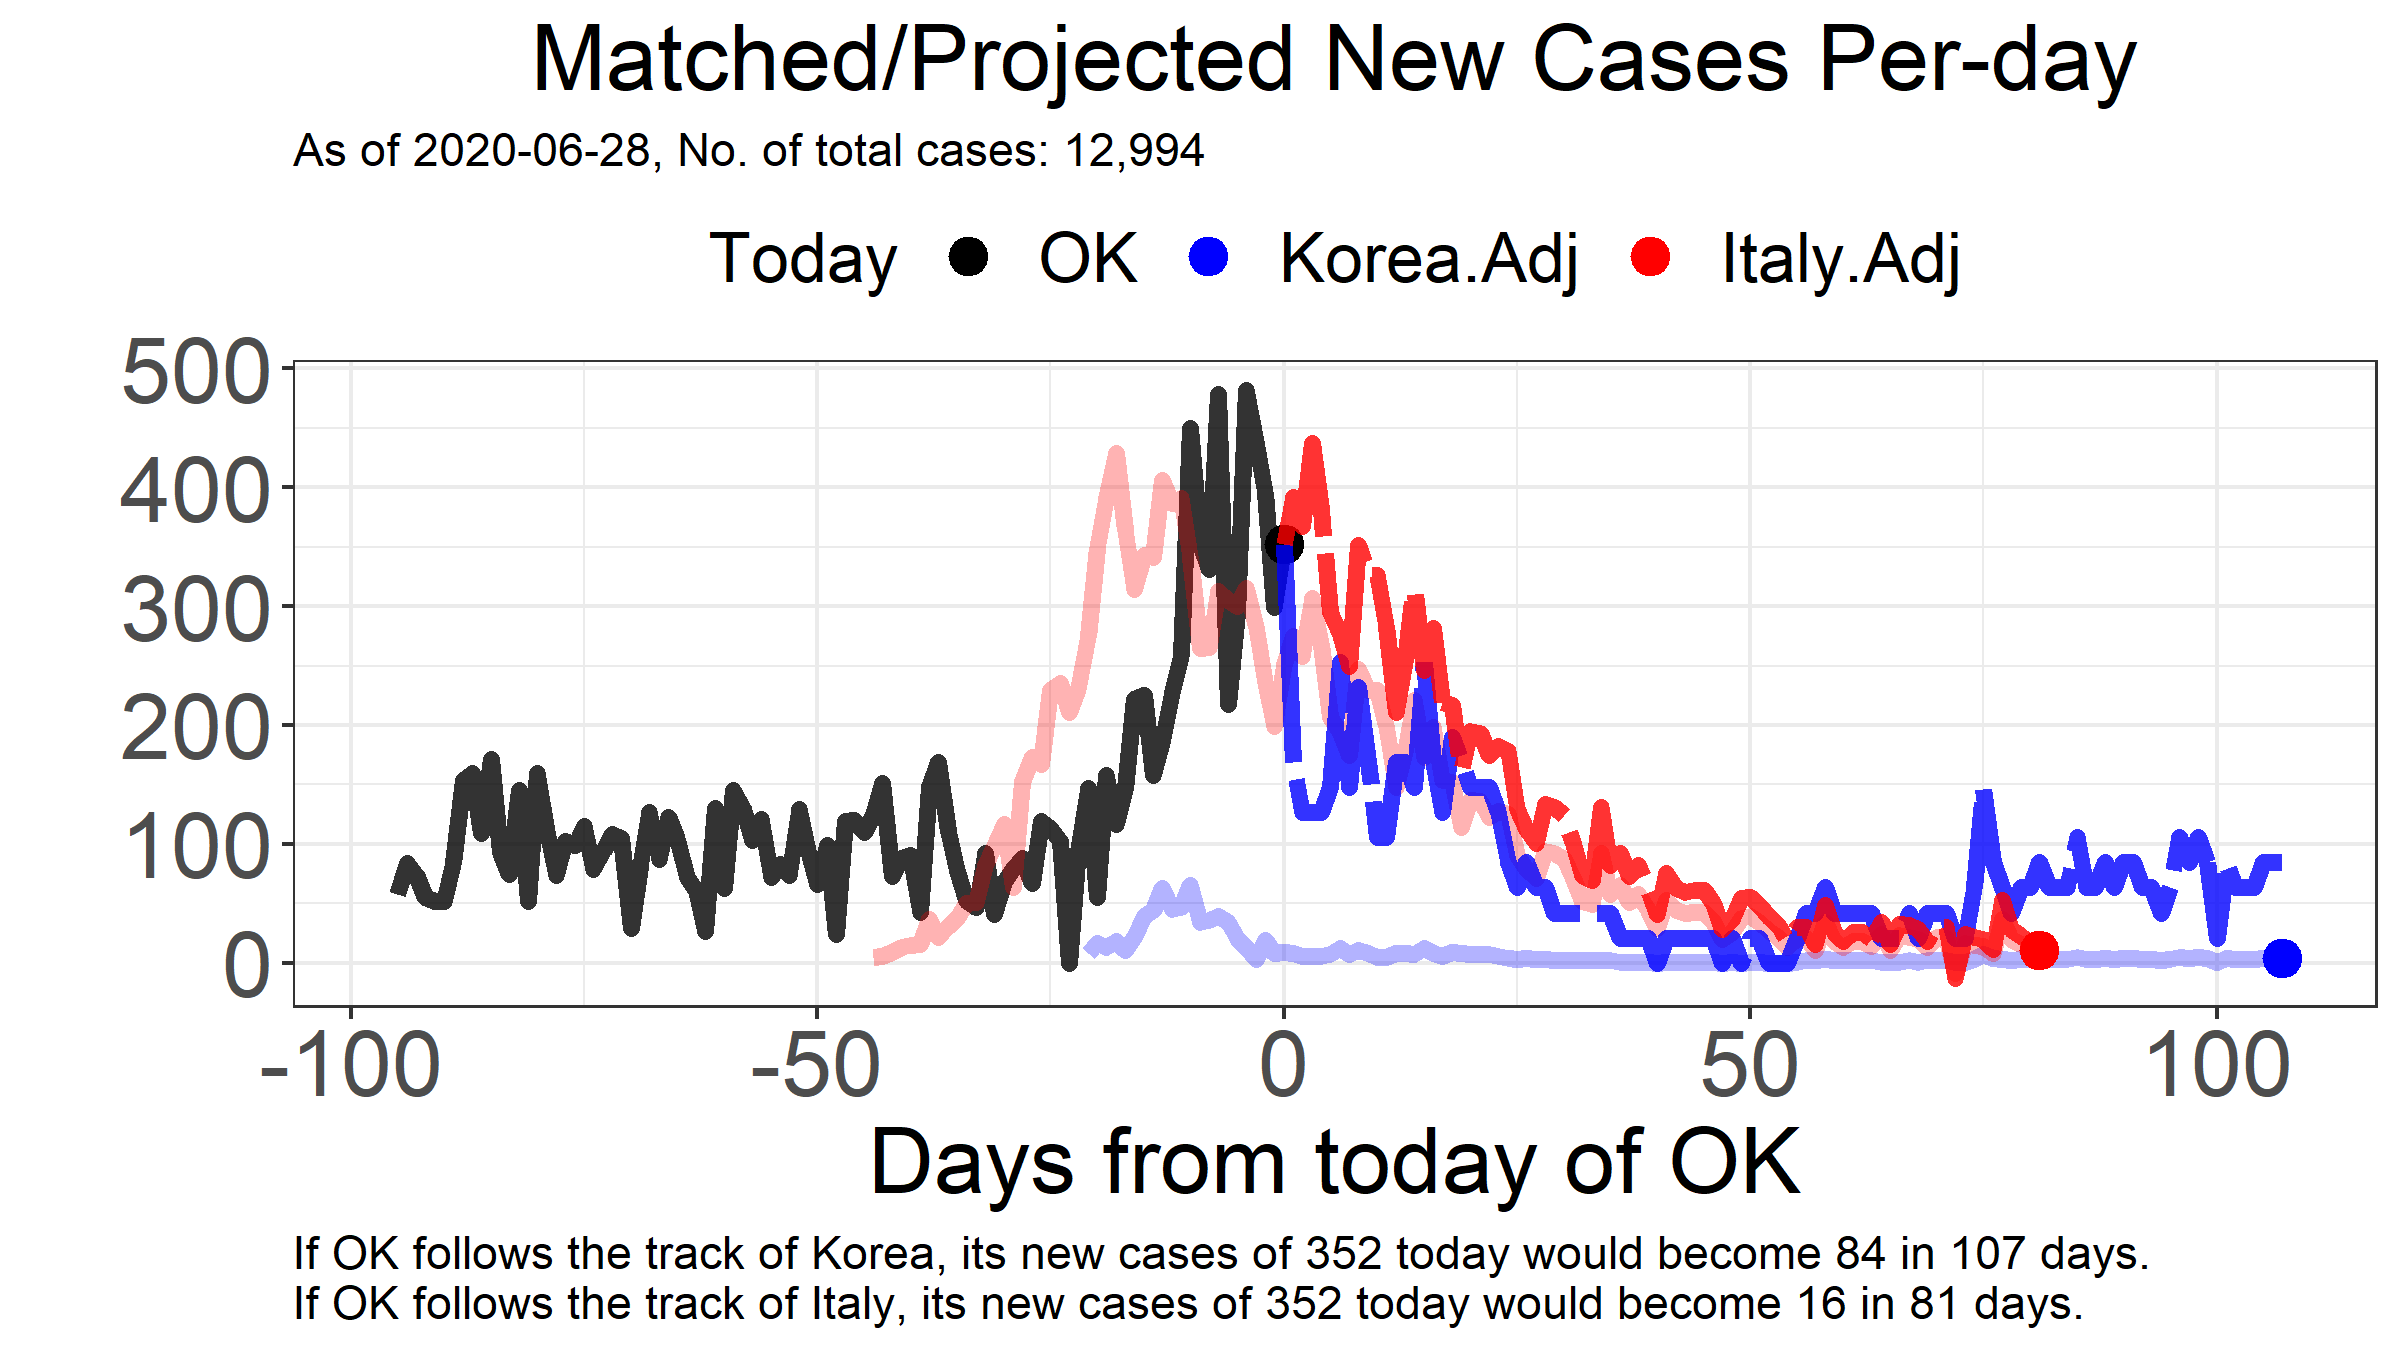 Matched/Projected New Cases Per-day
As of 2020-06-28, No. of total cases: 12,994
Today OK Korea.Adj Italy.Adj
500
400
300
200
100
0
-100 -50 0 50 100
Days from today of OK
If OK follows the track of Korea, its new cases of 352 today would become 84 in 107 days.
If OK follows the track of Italy, its new cases of 352 today would become 16 in 81 days.